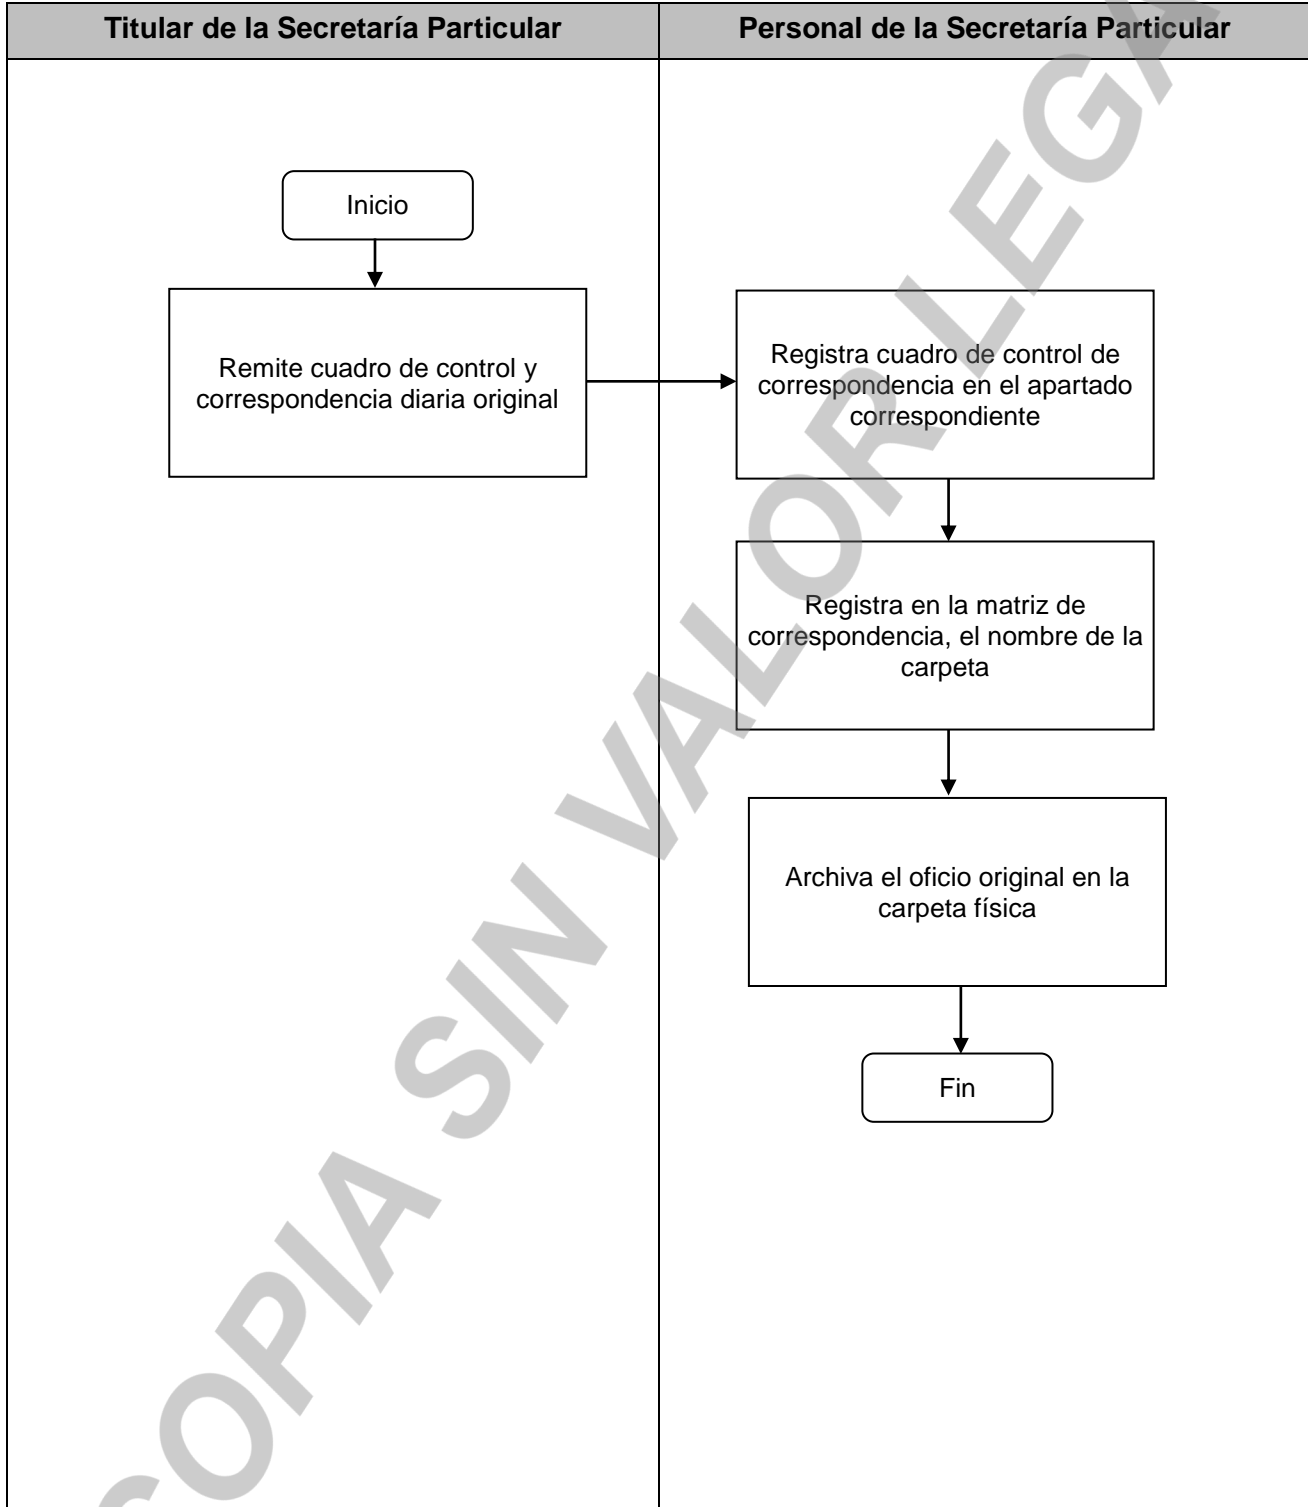 Titular de la Secretaría Particular
Personal de la Secretaría Particular
Inicio
Remite cuadro de control y
correspondencia diaria original
Registra cuadro de control de
correspondencia en el apartado
correspondiente
Registra en la matriz de
correspondencia, el nombre de la
carpeta
Archiva el oficio original en la
carpeta física
Fin
COPIA SIN VALOR LEGA